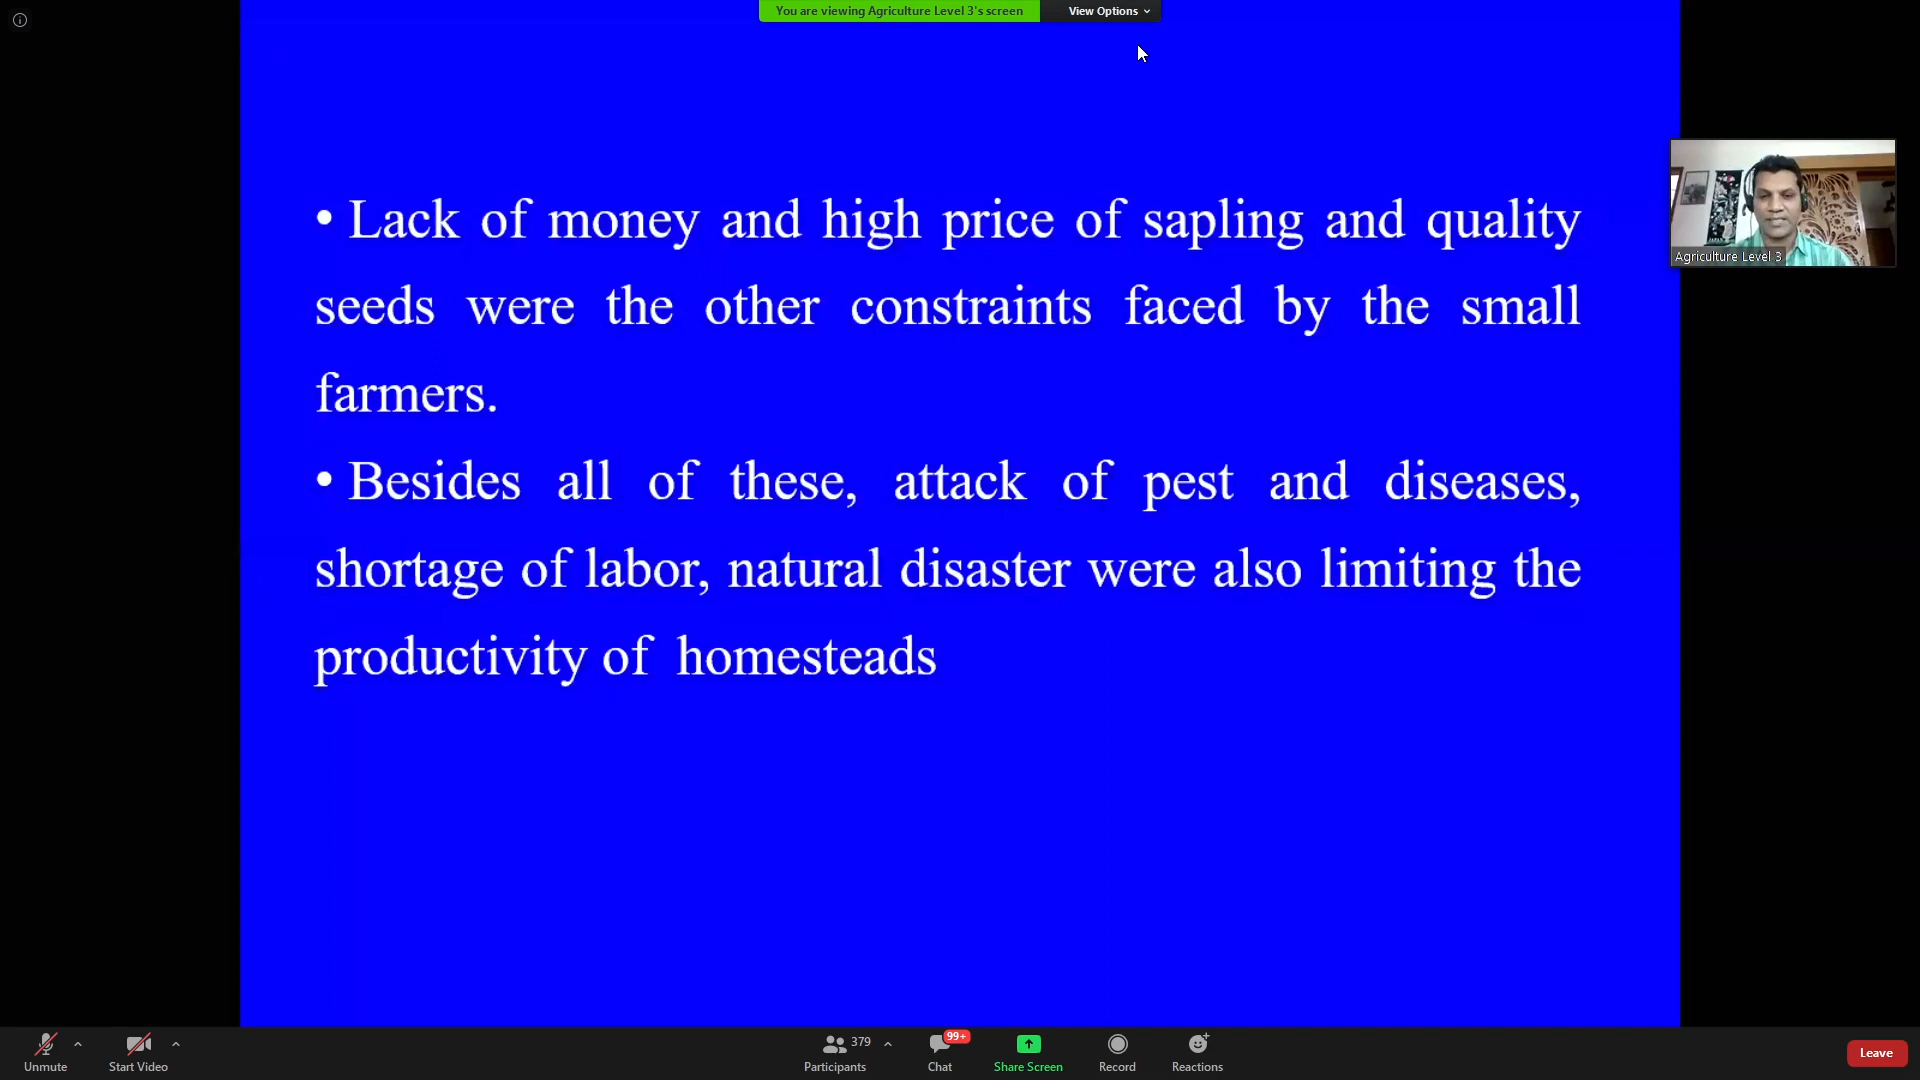 You are viewing Agriculture Level 3's screen
View Options
• Lack of money and high price of sapling and quality
seeds were the other constraints faced by the small
farmers.
• Besides all of these, attack of pest and diseases,
shortage of labor, natural disaster were also limiting the
productivity of homesteads
Agriculture Level 3
Unmute
Start Video
379
Participants
99+
Chat
Share Screen
Record
Reactions
Leave